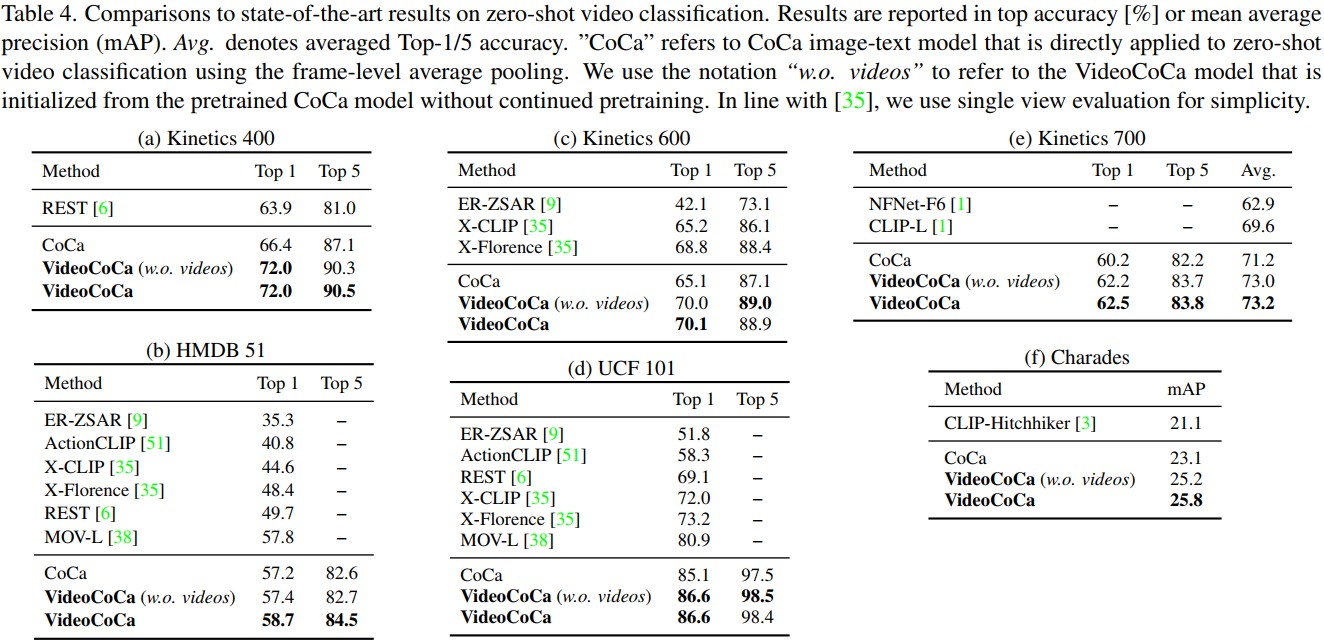 Table 4. Comparisons to state-of-the-art results on zero-shot video classification. Results are reported in top accuracy [%] or mean average
precision (mAP). Avg. denotes averaged Top-1/5 accuracy. ”CoCa” refers to CoCa image-text model that is directly applied to zero-shot
video classification using the frame-level average pooling. We use the notation “w.o. videos” to refer to the VideoCoCa model that is
initialized from the pretrained CoCa model without continued pretraining. In line with [35], we use single view evaluation for simplicity.
(a) Kinetics 400
Method Top 1 Top 5
REST [6] 63.9 81.0
CoCa 66.4 87.1
VideoCoCa (w.o. videos) 72.0 90.3
VideoCoCa 72.0 90.5
(b) HMDB 51
Method Top 1 Top 5
ER-ZSAR [9] 35.3 –
ActionCLIP [51] 40.8 –
X-CLIP [35] 44.6 –
X-Florence [35] 48.4 –
REST [6] 49.7 –
MOV-L [38] 57.8 –
CoCa 57.2 82.6
VideoCoCa (w.o. videos) 57.4 82.7
VideoCoCa 58.7 84.5
(c) Kinetics 600
Method Top 1 Top 5
ER-ZSAR [9] 42.1 73.1
X-CLIP [35] 65.2 86.1
X-Florence [35] 68.8 88.4
CoCa 65.1 87.1
VideoCoCa (w.o. videos) 70.0 89.0
VideoCoCa 70.1 88.9
(d) UCF 101
Method Top 1 Top 5
ER-ZSAR [9] 51.8 –
ActionCLIP [51] 58.3 –
REST [6] 69.1 –
X-CLIP [35] 72.0 –
X-Florence [35] 73.2 –
MOV-L [38] 80.9 –
CoCa 85.1 97.5
VideoCoCa (w.o. videos) 86.6 98.5
VideoCoCa 86.6 98.4
(e) Kinetics 700
Method Top 1 Top 5 Avg.
NFNet-F6 [1] – – 62.9
CLIP-L [1] – – 69.6
CoCa 60.2 82.2 71.2
VideoCoCa (w.o. videos) 62.2 83.7 73.0
VideoCoCa 62.5 83.8 73.2
(f) Charades
Method mAP
CLIP-Hitchhiker [3] 21.1
CoCa 23.1
VideoCoCa (w.o. videos) 25.2
VideoCoCa 25.8